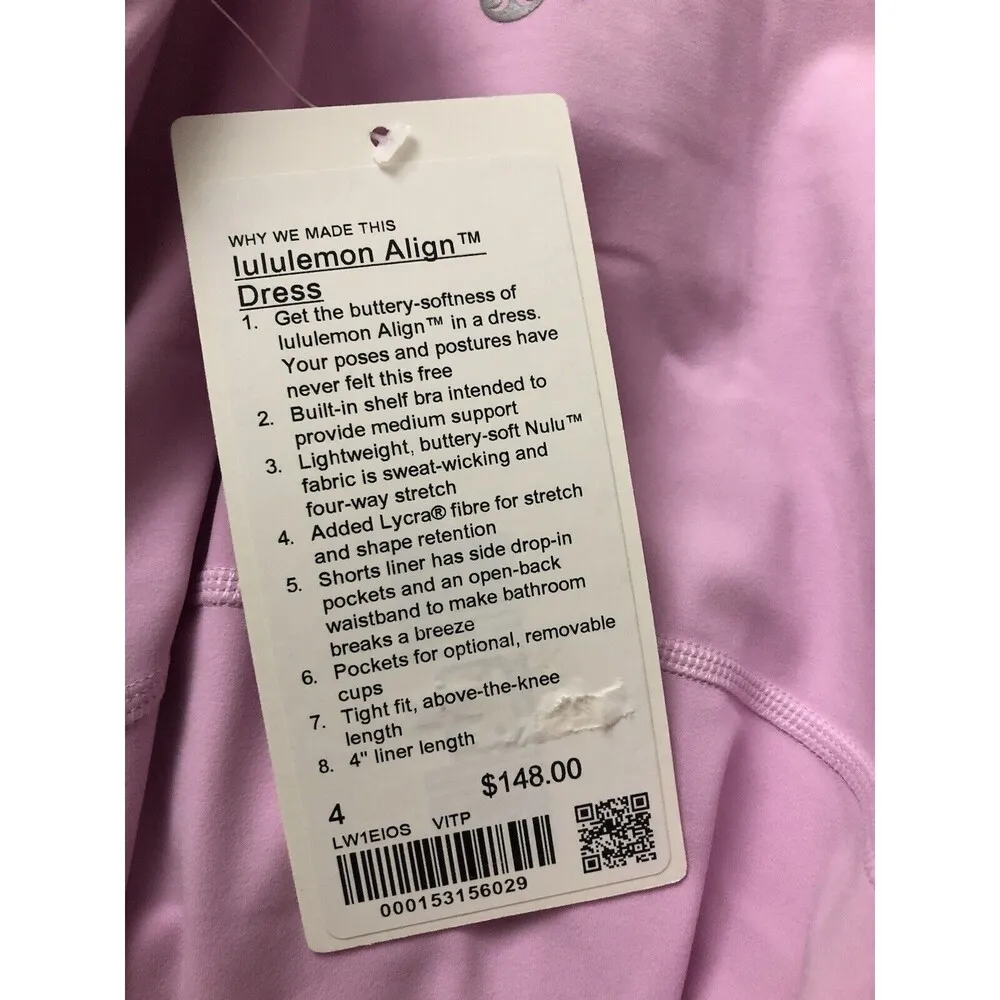 WHY WE MADE THIS
lululemon Align™
Dress
1. Get the buttery-softness of
lululemon Align™ in a dress.
Your poses and postures have
never felt this free
2. Built-in shelf bra intended to
provide medium support
3. Lightweight, buttery-soft Nulu™
fabric is sweat-wicking and
four-way stretch
4. Added Lycra® fibre for stretch
and shape retention
5. Shorts liner has side drop-in
pockets and an open-back
waistband to make bathroom
breaks a breeze
6. Pockets for optional, removable
cups
7. Tight fit, above-the-knee
length
8. 4" liner length
$148.00
4
LW1EIOS VITP
000153156029